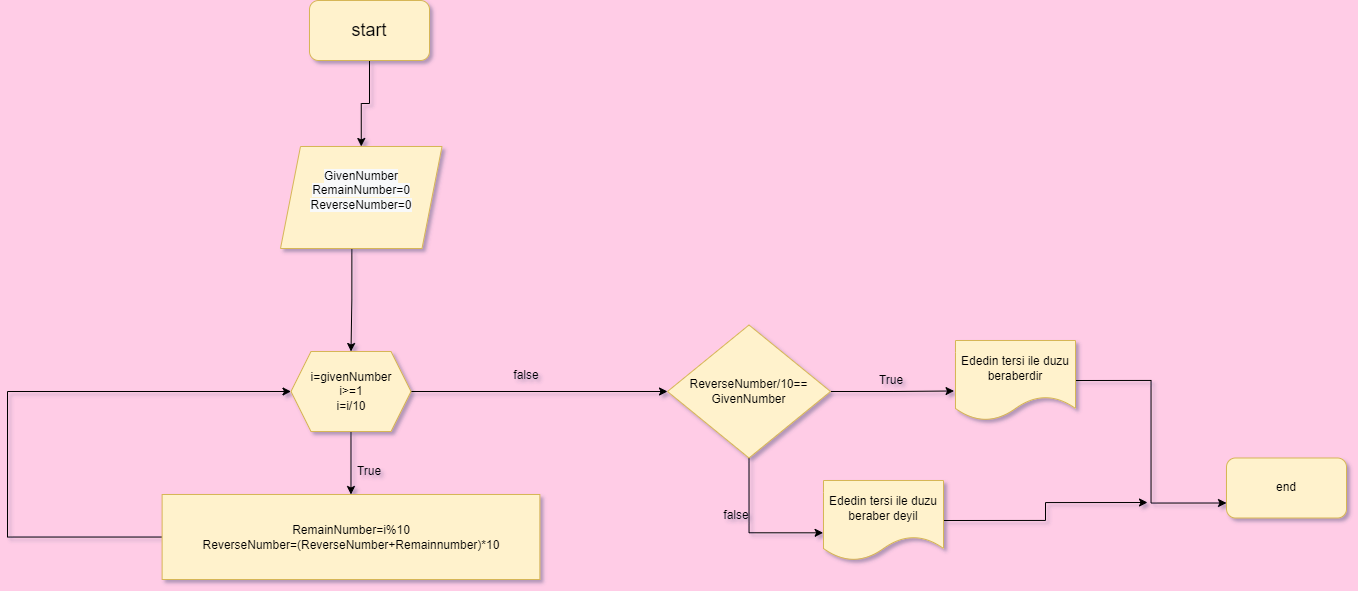 start
GivenNumber
RemainNumber=0
ReverseNumber=0
i=givenNumber
i>=1
i=i/10
false
True
RemainNumber=i%10
ReverseNumber=(ReverseNumber+Remainnumber)*10
ReverseNumber/10==
GivenNumber
True
false
Ededin tersi ile duzu
beraberdir
Ededin tersi ile duzu
beraber deyil
end